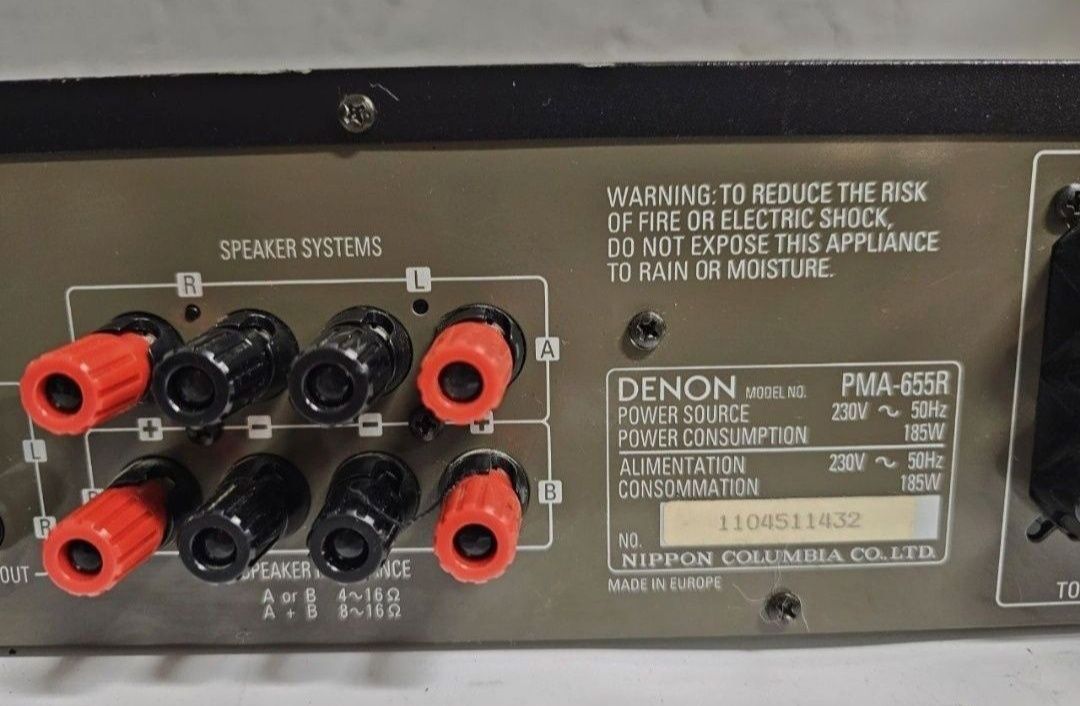 SPEAKER SYSTEMS
R
L
A
+
−
−
+
B
L
R
OUT
SPEAKER
A or B 4~16Ω
A + B 8~16Ω
WARNING: TO REDUCE THE RISK
OF FIRE OR ELECTRIC SHOCK,
DO NOT EXPOSE THIS APPLIANCE
TO RAIN OR MOISTURE.
DENON MODEL NO. PMA-655R
POWER SOURCE 230V ~ 50Hz
POWER CONSUMPTION 185W
ALIMENTATION 230V ~ 50Hz
CONSOMMATION 185W
NO. 1104511432
NIPPON COLUMBIA CO., LTD.
MADE IN EUROPE